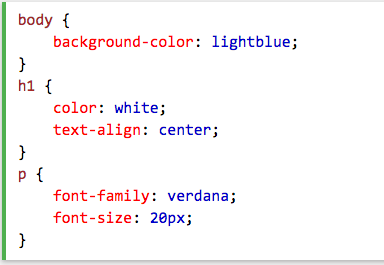 body {
    background-color: lightblue;
}
h1 {
    color: white;
    text-align: center;
}
p {
    font-family: verdana;
    font-size: 20px;
}